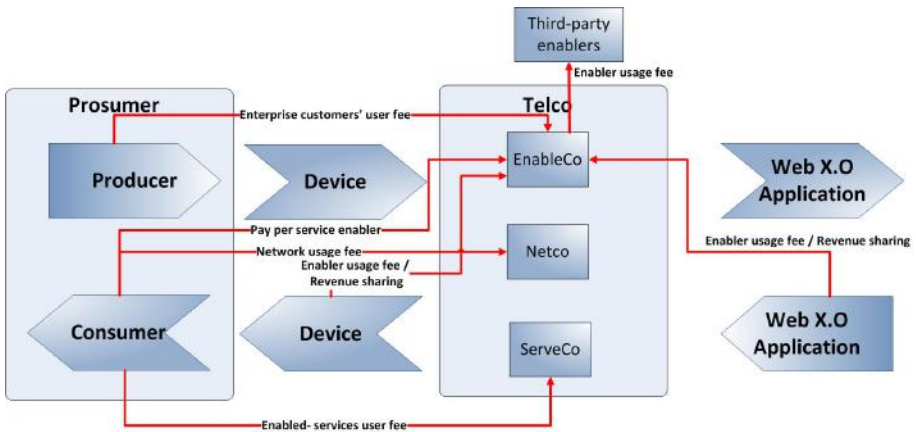 Third-party
enablers
Enabler usage fee
Prosumer
Telco
Enterprise customers' user fee
EnableCo
Producer
Device
Web X.O
Application
Pay per service enabler
Network usage fee
Enabler usage fee /
Revenue sharing
Netco
Enabler usage fee / Revenue sharing
Consumer
Device
ServeCo
Web X.O
Application
Enabled- services user fee